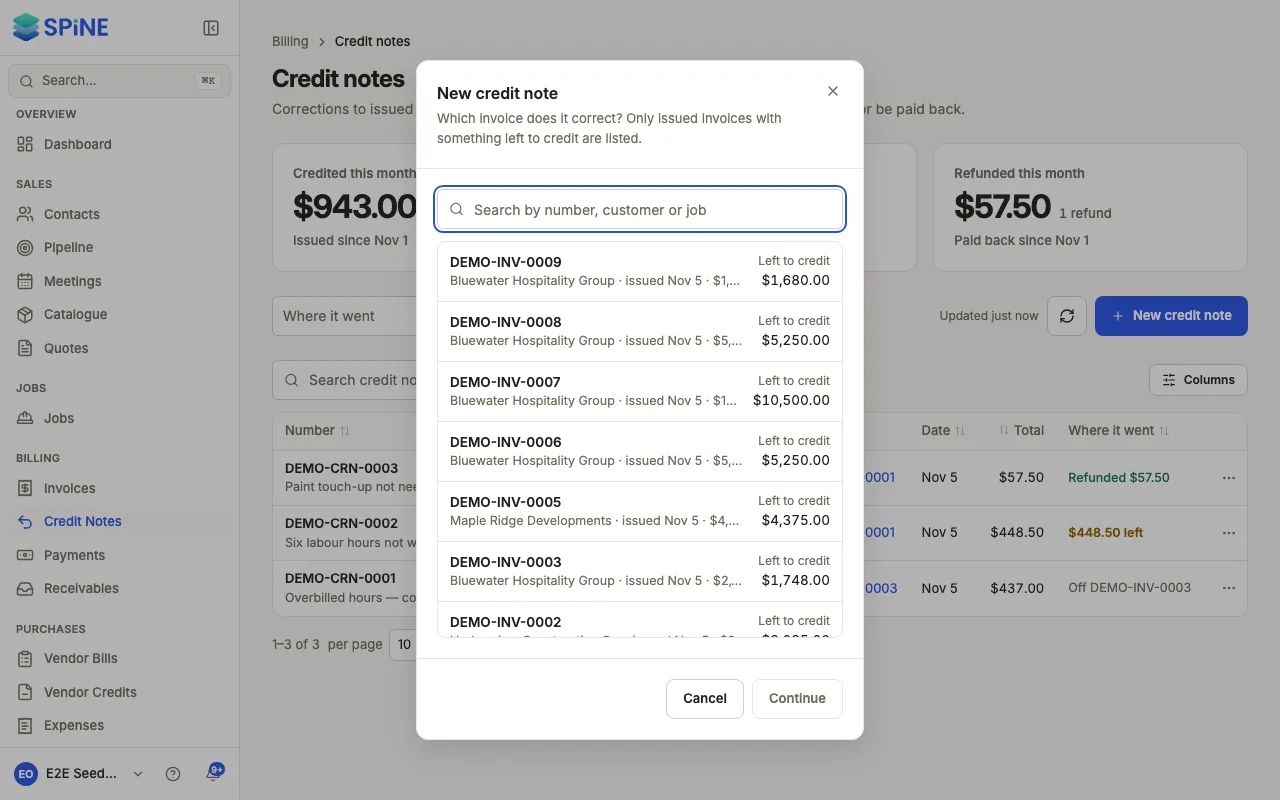 SPiNE
Search...
⌘K
OVERVIEW
Dashboard
SALES
Contacts
Pipeline
Meetings
Catalogue
Quotes
JOBS
Jobs
BILLING
Invoices
Credit Notes
Payments
Receivables
PURCHASES
Vendor Bills
Vendor Credits
Expenses
EO
E2E Seed...
9+
Billing
Credit notes
Credit notes
Corrections to issued
or be paid back.
Credited this month
$943.00
Issued since Nov 1
Refunded this month
$57.50 1 refund
Paid back since Nov 1
Where it went
Updated just now
New credit note
Search credit no
Columns
Number
Date
Total
Where it went
DEMO-CRN-0003
Paint touch-up not nee
0001
Nov 5
$57.50
Refunded $57.50
DEMO-CRN-0002
Six labour hours not w
0001
Nov 5
$448.50
$448.50 left
DEMO-CRN-0001
Overbilled hours — co
0003
Nov 5
$437.00
Off DEMO-INV-0003
1–3 of 3 per page 10
New credit note
Which invoice does it correct? Only issued invoices with
something left to credit are listed.
Search by number, customer or job
DEMO-INV-0009
Left to credit
Bluewater Hospitality Group · issued Nov 5 · $1,...
$1,680.00
DEMO-INV-0008
Left to credit
Bluewater Hospitality Group · issued Nov 5 · $5,...
$5,250.00
DEMO-INV-0007
Left to credit
Bluewater Hospitality Group · issued Nov 5 · $1...
$10,500.00
DEMO-INV-0006
Left to credit
Bluewater Hospitality Group · issued Nov 5 · $5,...
$5,250.00
DEMO-INV-0005
Left to credit
Maple Ridge Developments · issued Nov 5 · $4,...
$4,375.00
DEMO-INV-0003
Left to credit
Bluewater Hospitality Group · issued Nov 5 · $2,...
$1,748.00
DEMO-INV-0002
Left to credit
Cancel
Continue